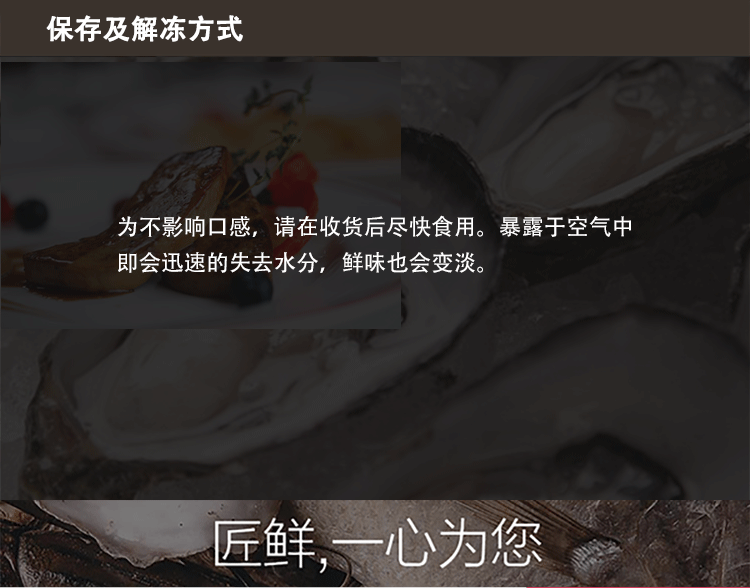 保存及解冻方式
为不影响口感，请在收货后尽快食用。暴露于空气中
即会迅速的失去水分，鲜味也会变淡。
匠鲜,一心为您